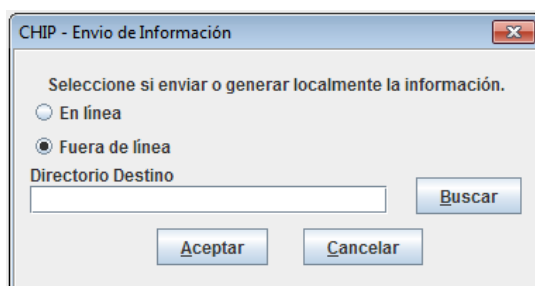 CHIP - Envio de Información
Seleccione si enviar o generar localmente la información.
En línea
Fuera de línea
Directorio Destino
Buscar
Aceptar Cancelar